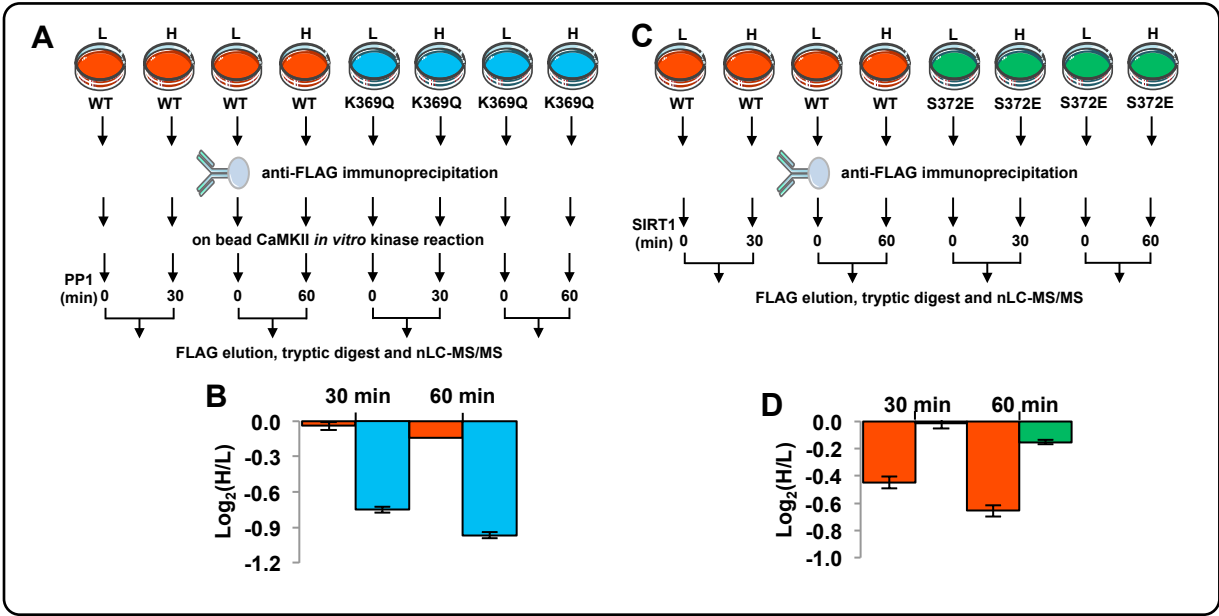 A
L H L H L H L H
WT WT WT WT K369Q K369Q K369Q K369Q
anti-FLAG immunoprecipitation
on bead CaMKII in vitro kinase reaction
PP1
(min) 0 30 0 60 0 30 0 60
FLAG elution, tryptic digest and nLC-MS/MS
B
30 min 60 min
0.0
-0.3
-0.6
-0.9
-1.2
Log2(H/L)
C
L H L H L H L H
WT WT WT WT S372E S372E S372E S372E
anti-FLAG immunoprecipitation
SIRT1
(min) 0 30 0 60 0 30 0 60
FLAG elution, tryptic digest and nLC-MS/MS
D
30 min 60 min
0.0
-0.2
-0.4
-0.6
-0.8
-1.0
Log2(H/L)